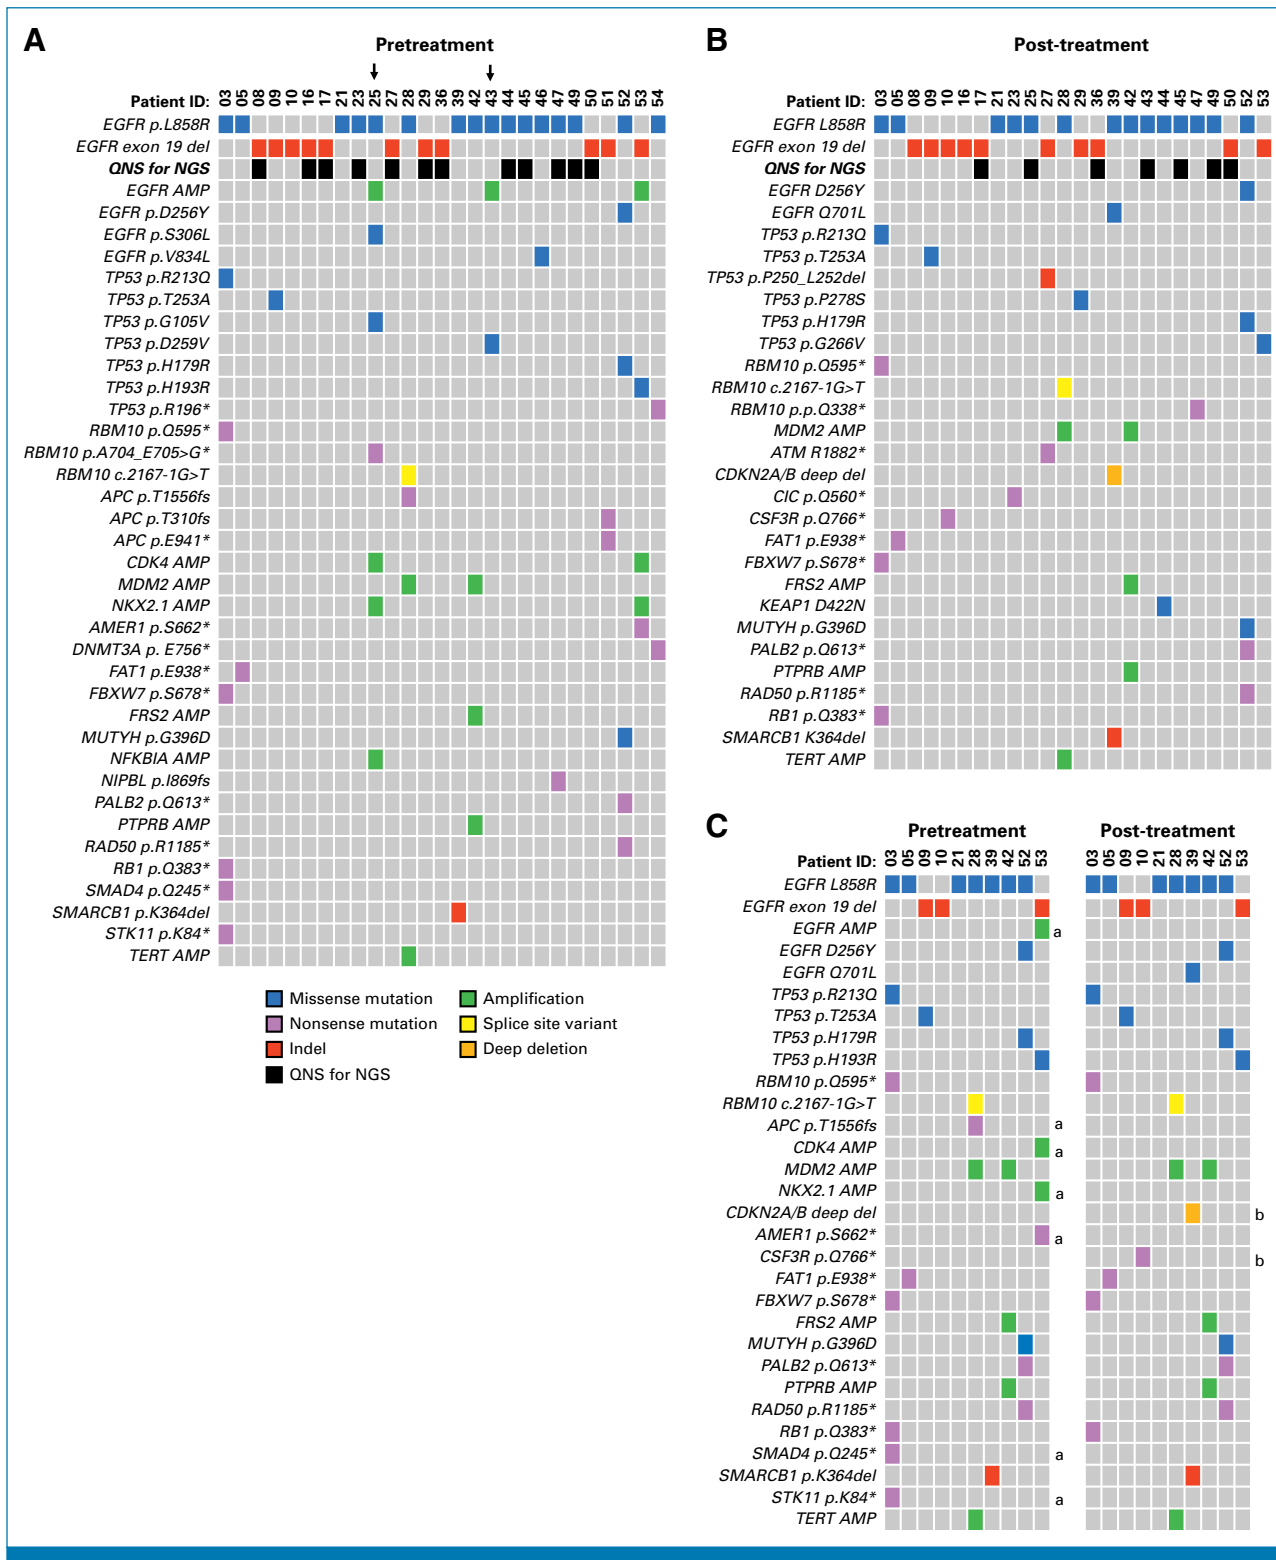 A
Pretreatment
Patient ID: 03 05 08 09 10 16 17 21 23 25 27 28 29 36 39 42 43 44 45 46 47 49 50 51 52 53 54
EGFR p.L858R
EGFR exon 19 del
QNS for NGS
EGFR AMP
EGFR p.D256Y
EGFR p.S306L
EGFR p.V834L
TP53 p.R213Q
TP53 p.T253A
TP53 p.G105V
TP53 p.D259V
TP53 p.H179R
TP53 p.H193R
TP53 p.R196*
RBM10 p.Q595*
RBM10 p.A704_E705>G*
RBM10 c.2167-1G>T
APC p.T1556fs
APC p.T310fs
APC p.E941*
CDK4 AMP
MDM2 AMP
NKX2.1 AMP
AMER1 p.S662*
DNMT3A p. E756*
FAT1 p.E938*
FBXW7 p.S678*
FRS2 AMP
MUTYH p.G396D
NFKBIA AMP
NIPBL p.I869fs
PALB2 p.Q613*
PTPRB AMP
RAD50 p.R1185*
RB1 p.Q383*
SMAD4 p.Q245*
SMARCB1 p.K364del
STK11 p.K84*
TERT AMP
Missense mutation
Nonsense mutation
Indel
QNS for NGS
Amplification
Splice site variant
Deep deletion
B
Post-treatment
Patient ID: 03 05 08 09 10 16 17 21 23 25 27 28 29 36 39 42 43 44 45 46 47 49 50 52 53
EGFR L858R
EGFR exon 19 del
QNS for NGS
EGFR D256Y
EGFR Q701L
TP53 p.R213Q
TP53 p.T253A
TP53 p.P250_L252del
TP53 p.P278S
TP53 p.H179R
TP53 p.G266V
RBM10 p.Q595*
RBM10 c.2167-1G>T
RBM10 p.p.Q338*
MDM2 AMP
ATM R1882*
CDKN2A/B deep del
CIC p.Q560*
CSF3R p.Q766*
FAT1 p.E938*
FBXW7 p.S678*
FRS2 AMP
KEAP1 D422N
MUTYH p.G396D
PALB2 p.Q613*
PTPRB AMP
RAD50 p.R1185*
RB1 p.Q383*
SMARCB1 K364del
TERT AMP
C
Pretreatment Post-treatment
Patient ID: 03 05 09 10 21 28 39 42 52 53 03 05 09 10 21 28 39 42 52 53
EGFR L858R
EGFR exon 19 del
EGFR AMP a
EGFR D256Y
EGFR Q701L
TP53 p.R213Q
TP53 p.T253A
TP53 p.H179R
TP53 p.H193R
RBM10 p.Q595*
RBM10 c.2167-1G>T
APC p.T1556fs a
CDK4 AMP a
MDM2 AMP
NKX2.1 AMP a
CDKN2A/B deep del b
AMER1 p.S662* a
CSF3R p.Q766* b
FAT1 p.E938*
FBXW7 p.S678*
FRS2 AMP
MUTYH p.G396D
PALB2 p.Q613*
PTPRB AMP
RAD50 p.R1185*
RB1 p.Q383*
SMAD4 p.Q245* a
SMARCB1 p.K364del
STK11 p.K84* a
TERT AMP